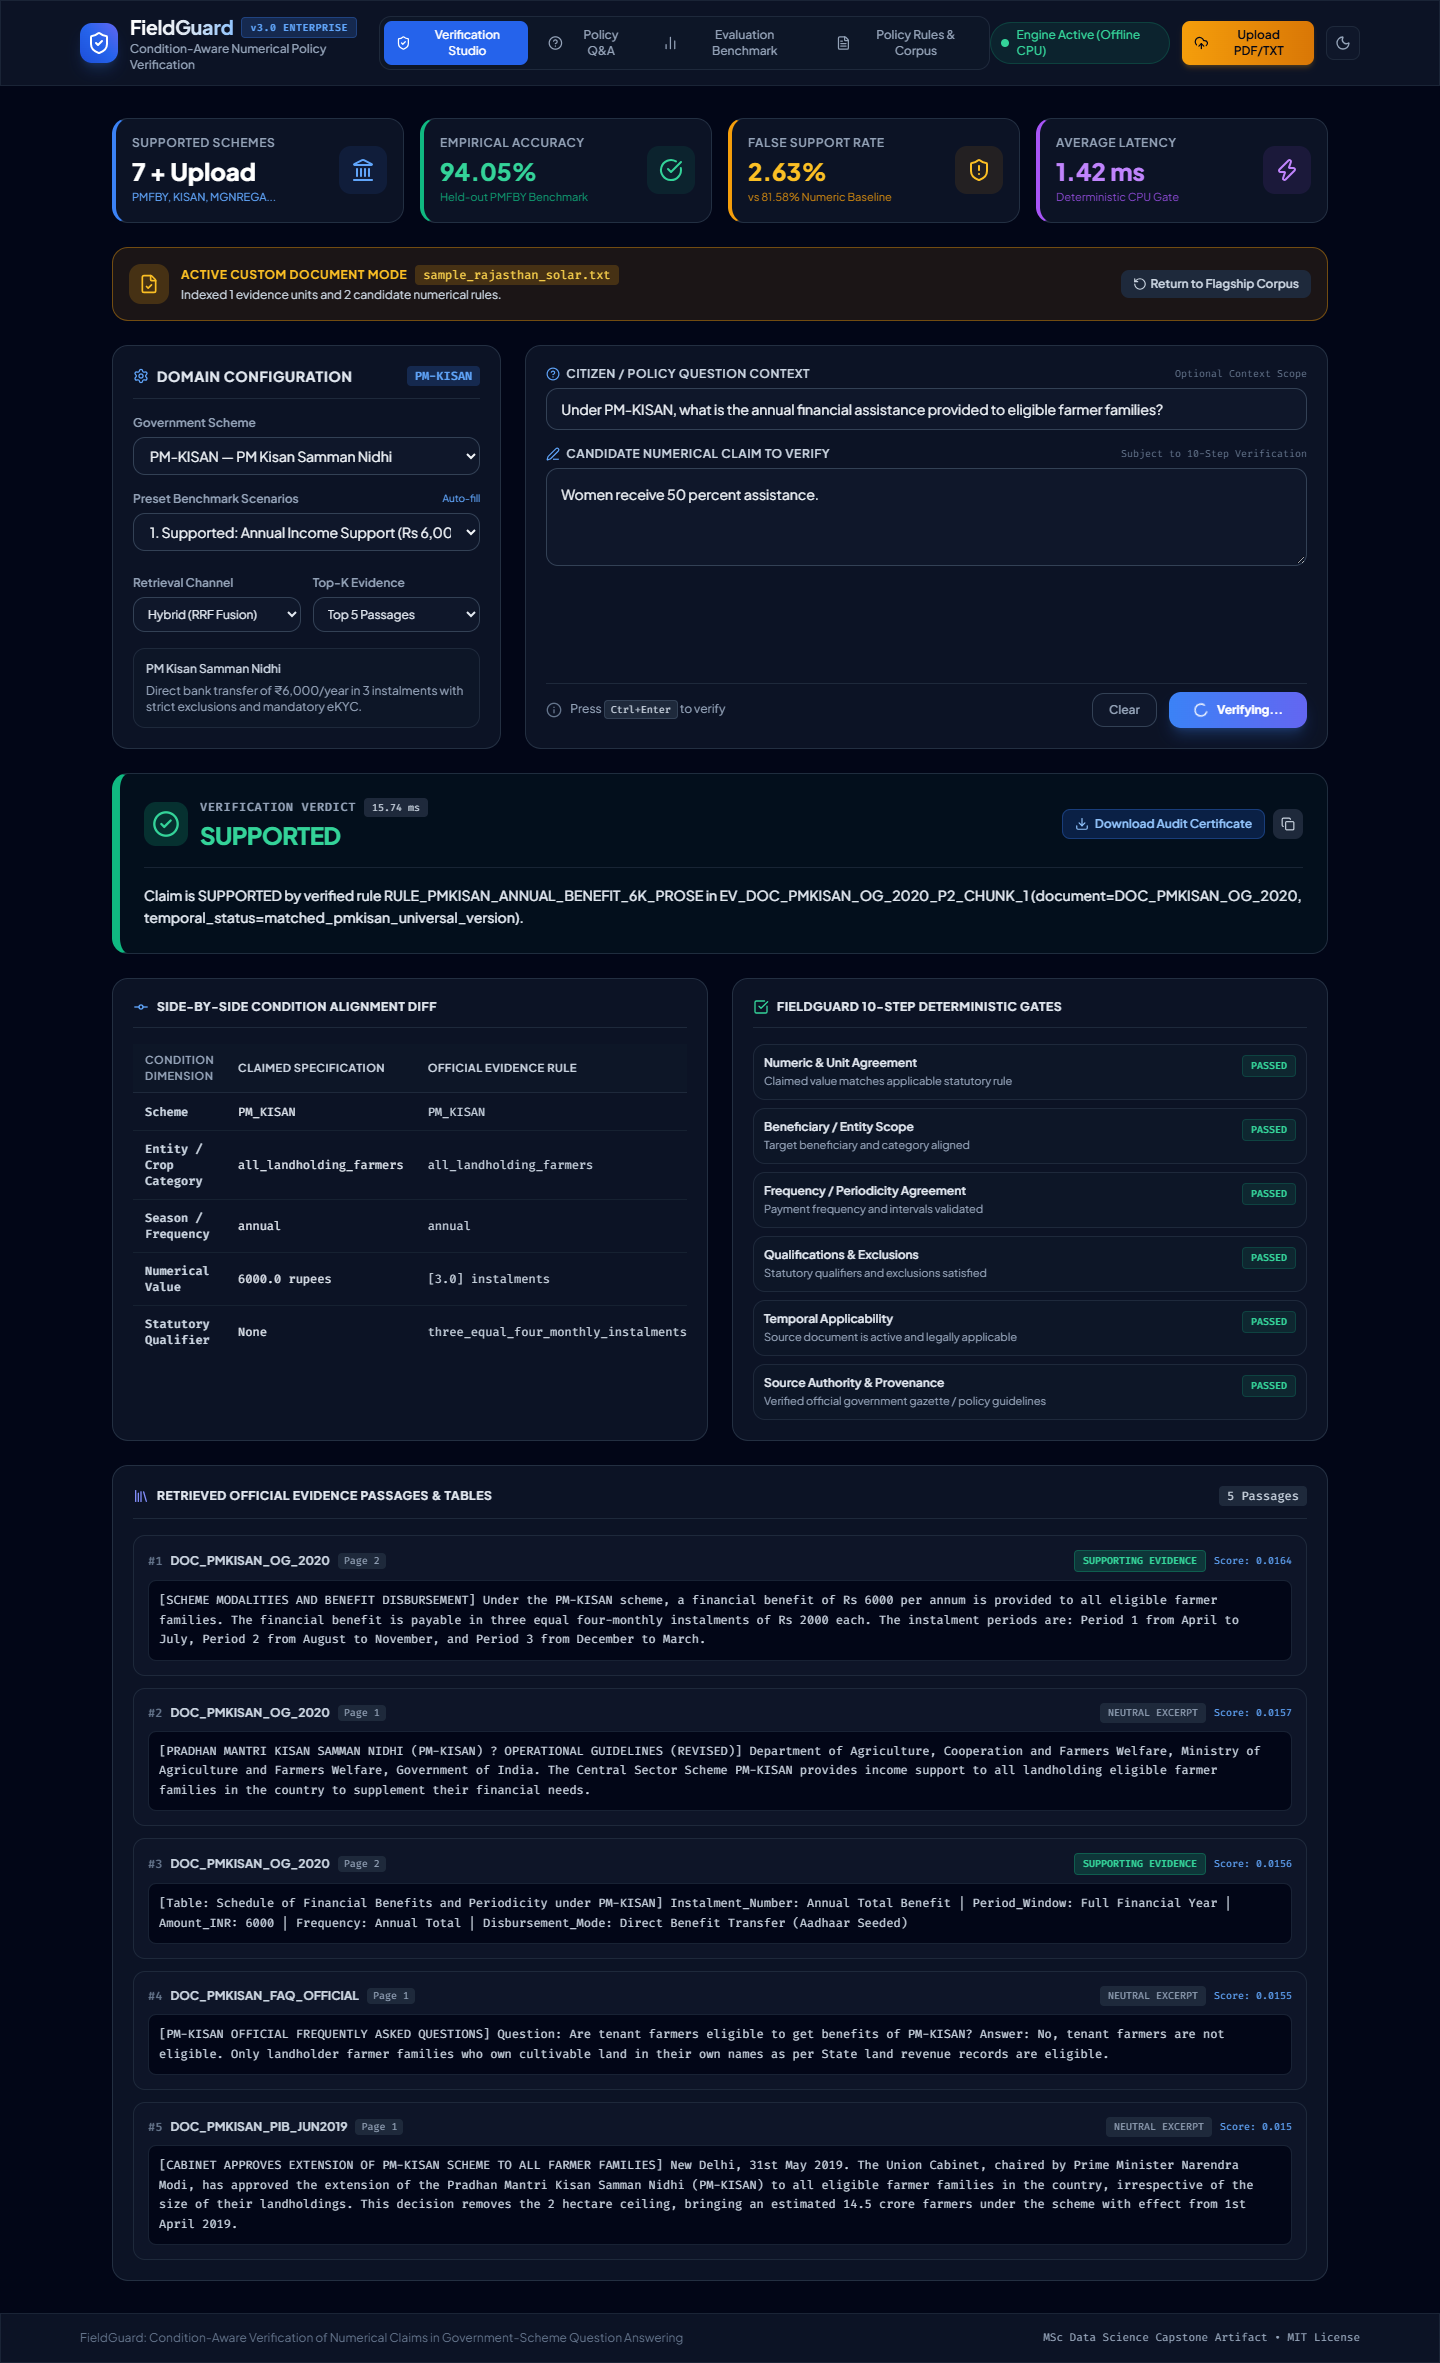 FieldGuard v3.0 ENTERPRISE
Condition-Aware Numerical Policy
Verification
Verification
Studio
Policy
Q&A
Evaluation
Benchmark
Policy Rules &
Corpus
Engine Active (Offline
CPU)
Upload
PDF/TXT
SUPPORTED SCHEMES
7 + Upload
PMFBY, KISAN, MGNREGA...
EMPIRICAL ACCURACY
94.05%
Held-out PMFBY Benchmark
FALSE SUPPORT RATE
2.63%
vs 81.58% Numeric Baseline
AVERAGE LATENCY
1.42 ms
Deterministic CPU Gate
ACTIVE CUSTOM DOCUMENT MODE sample_rajasthan_solar.txt
Indexed 1 evidence units and 2 candidate numerical rules.
Return to Flagship Corpus
DOMAIN CONFIGURATION PM-KISAN
Government Scheme
PM-KISAN — PM Kisan Samman Nidhi
Preset Benchmark Scenarios Auto-fill
1. Supported: Annual Income Support (Rs 6,00
Retrieval Channel Top-K Evidence
Hybrid (RRF Fusion) Top 5 Passages
PM Kisan Samman Nidhi
Direct bank transfer of ₹6,000/year in 3 instalments with
strict exclusions and mandatory eKYC.
CITIZEN / POLICY QUESTION CONTEXT Optional Context Scope
Under PM-KISAN, what is the annual financial assistance provided to eligible farmer families?
CANDIDATE NUMERICAL CLAIM TO VERIFY Subject to 10-Step Verification
Women receive 50 percent assistance.
Press Ctrl+Enter to verify
Clear
Verifying...
VERIFICATION VERDICT 15.74 ms
SUPPORTED
Download Audit Certificate
Claim is SUPPORTED by verified rule RULE_PMKISAN_ANNUAL_BENEFIT_6K_PROSE in EV_DOC_PMKISAN_OG_2020_P2_CHUNK_1 (document=DOC_PMKISAN_OG_2020,
temporal_status=matched_pmkisan_universal_version).
SIDE-BY-SIDE CONDITION ALIGNMENT DIFF
CONDITION
DIMENSION
CLAIMED SPECIFICATION OFFICIAL EVIDENCE RULE
Scheme PM_KISAN PM_KISAN
Entity /
Crop
Category
all_landholding_farmers all_landholding_farmers
Season /
Frequency
annual annual
Numerical
Value
6000.0 rupees [3.0] instalments
Statutory
Qualifier
None three_equal_four_monthly_instalments
FIELDGUARD 10-STEP DETERMINISTIC GATES
Numeric & Unit Agreement PASSED
Claimed value matches applicable statutory rule
Beneficiary / Entity Scope PASSED
Target beneficiary and category aligned
Frequency / Periodicity Agreement PASSED
Payment frequency and intervals validated
Qualifications & Exclusions PASSED
Statutory qualifiers and exclusions satisfied
Temporal Applicability PASSED
Source document is active and legally applicable
Source Authority & Provenance PASSED
Verified official government gazette / policy guidelines
RETRIEVED OFFICIAL EVIDENCE PASSAGES & TABLES 5 Passages
#1 DOC_PMKISAN_OG_2020 Page 2 SUPPORTING EVIDENCE Score: 0.0164
[SCHEME MODALITIES AND BENEFIT DISBURSEMENT] Under the PM-KISAN scheme, a financial benefit of Rs 6000 per annum is provided to all eligible farmer
families. The financial benefit is payable in three equal four-monthly instalments of Rs 2000 each. The instalment periods are: Period 1 from April to
July, Period 2 from August to November, and Period 3 from December to March.
#2 DOC_PMKISAN_OG_2020 Page 1 NEUTRAL EXCERPT Score: 0.0157
[PRADHAN MANTRI KISAN SAMMAN NIDHI (PM-KISAN) ? OPERATIONAL GUIDELINES (REVISED)] Department of Agriculture, Cooperation and Farmers Welfare, Ministry of
Agriculture and Farmers Welfare, Government of India. The Central Sector Scheme PM-KISAN provides income support to all landholding eligible farmer
families in the country to supplement their financial needs.
#3 DOC_PMKISAN_OG_2020 Page 2 SUPPORTING EVIDENCE Score: 0.0156
[Table: Schedule of Financial Benefits and Periodicity under PM-KISAN] Instalment_Number: Annual Total Benefit | Period_Window: Full Financial Year |
Amount_INR: 6000 | Frequency: Annual Total | Disbursement_Mode: Direct Benefit Transfer (Aadhaar Seeded)
#4 DOC_PMKISAN_FAQ_OFFICIAL Page 1 NEUTRAL EXCERPT Score: 0.0155
[PM-KISAN OFFICIAL FREQUENTLY ASKED QUESTIONS] Question: Are tenant farmers eligible to get benefits of PM-KISAN? Answer: No, tenant farmers are not
eligible. Only landholder farmer families who own cultivable land in their own names as per State land revenue records are eligible.
#5 DOC_PMKISAN_PIB_JUN2019 Page 1 NEUTRAL EXCERPT Score: 0.015
[CABINET APPROVES EXTENSION OF PM-KISAN SCHEME TO ALL FARMER FAMILIES] New Delhi, 31st May 2019. The Union Cabinet, chaired by Prime Minister Narendra
Modi, has approved the extension of the Pradhan Mantri Kisan Samman Nidhi (PM-KISAN) to all eligible farmer families in the country, irrespective of the
size of their landholdings. This decision removes the 2 hectare ceiling, bringing an estimated 14.5 crore farmers under the scheme with effect from 1st
April 2019.
FieldGuard: Condition-Aware Verification of Numerical Claims in Government-Scheme Question Answering
MSc Data Science Capstone Artifact • MIT License